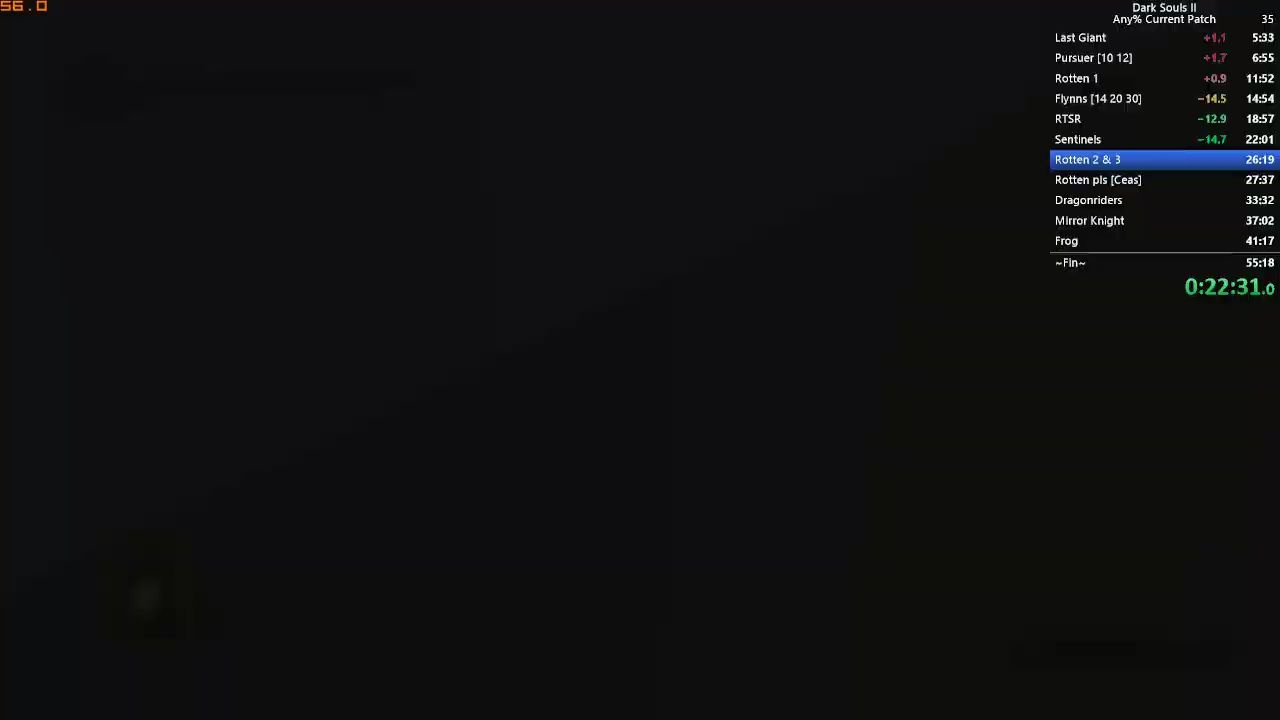 56.0
Dark Souls II
Any% Current Patch 35
Last Giant +1.1 5:33
Pursuer [10 12] +1.7 6:55
Rotten 1 +0.9 11:52
Flynns [14 20 30] −14.5 14:54
RTSR −12.9 18:57
Sentinels −14.7 22:01
Rotten 2 & 3 26:19
Rotten pls [Ceas] 27:37
Dragonriders 33:32
Mirror Knight 37:02
Frog 41:17
~Fin~ 55:18
0:22:31.0